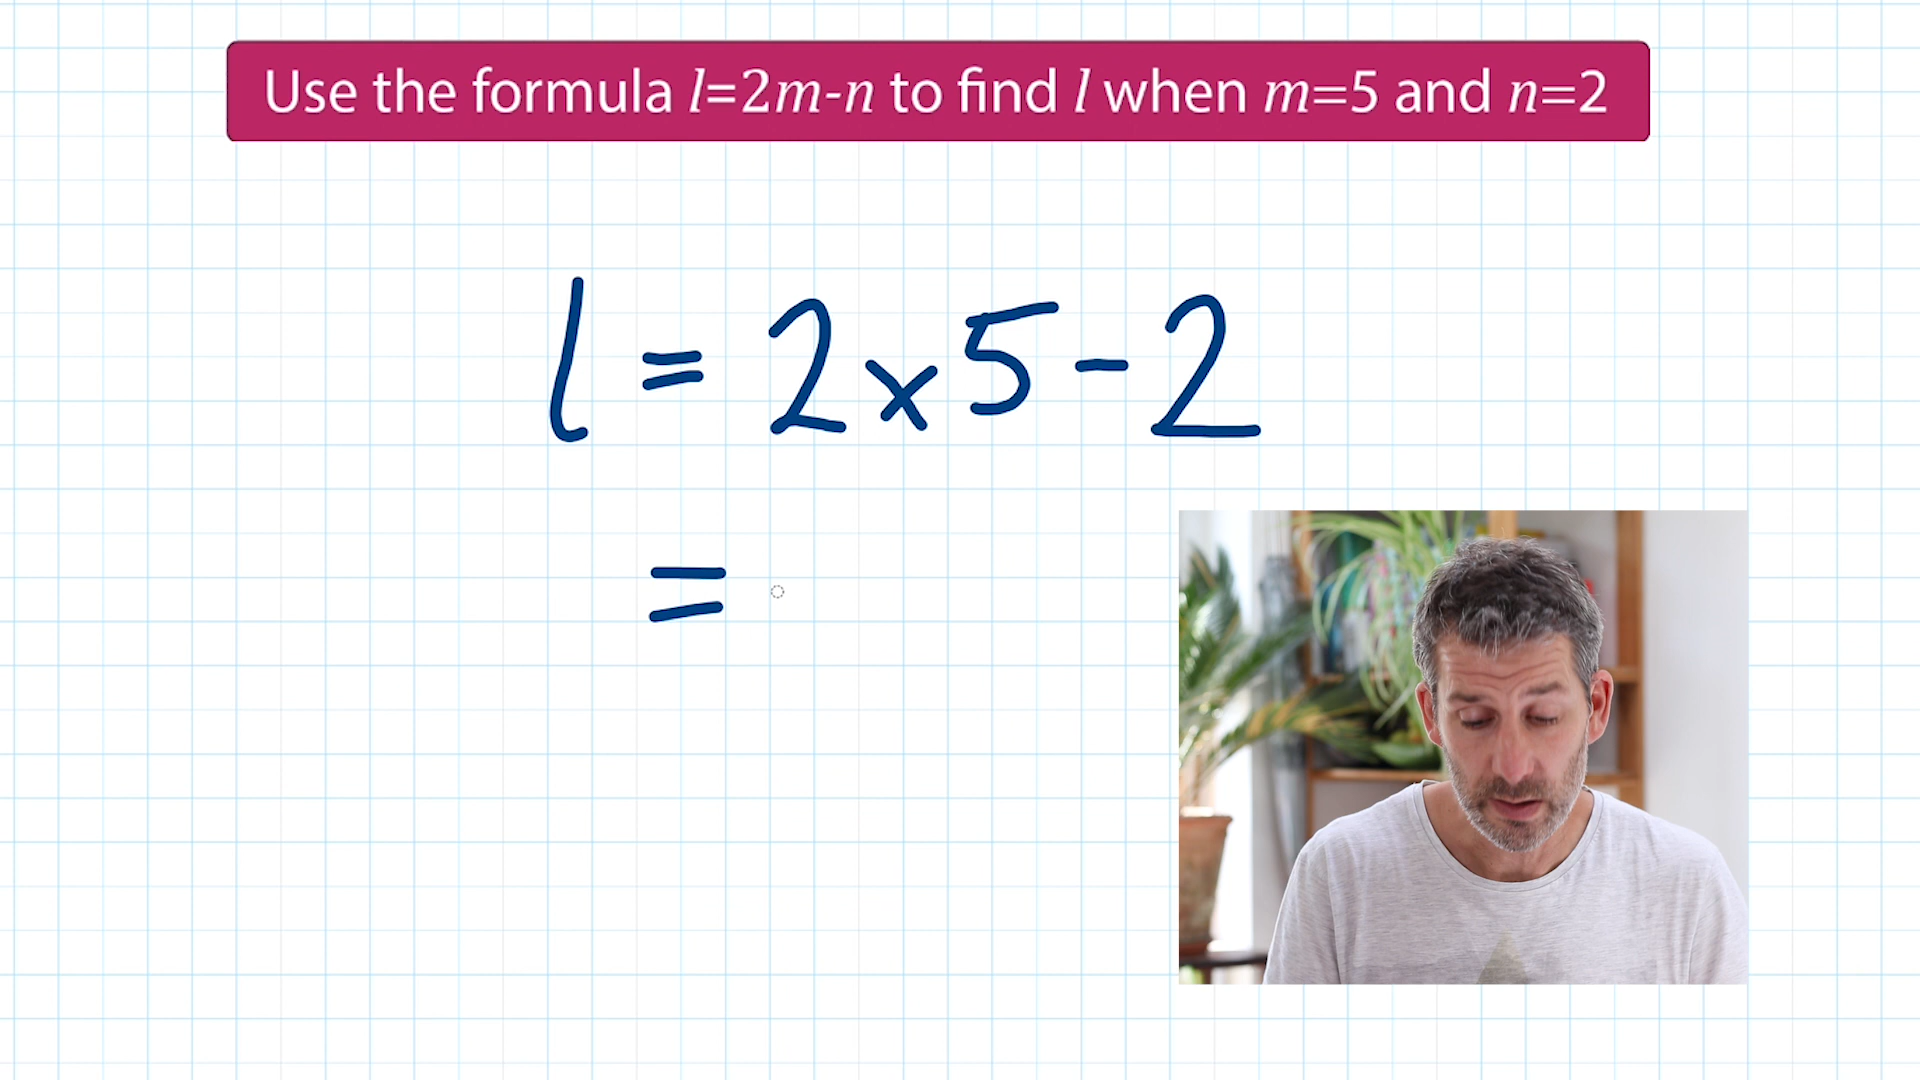 Use the formula l=2m-n to find l when m=5 and n=2
l = 2 × 5 - 2
=